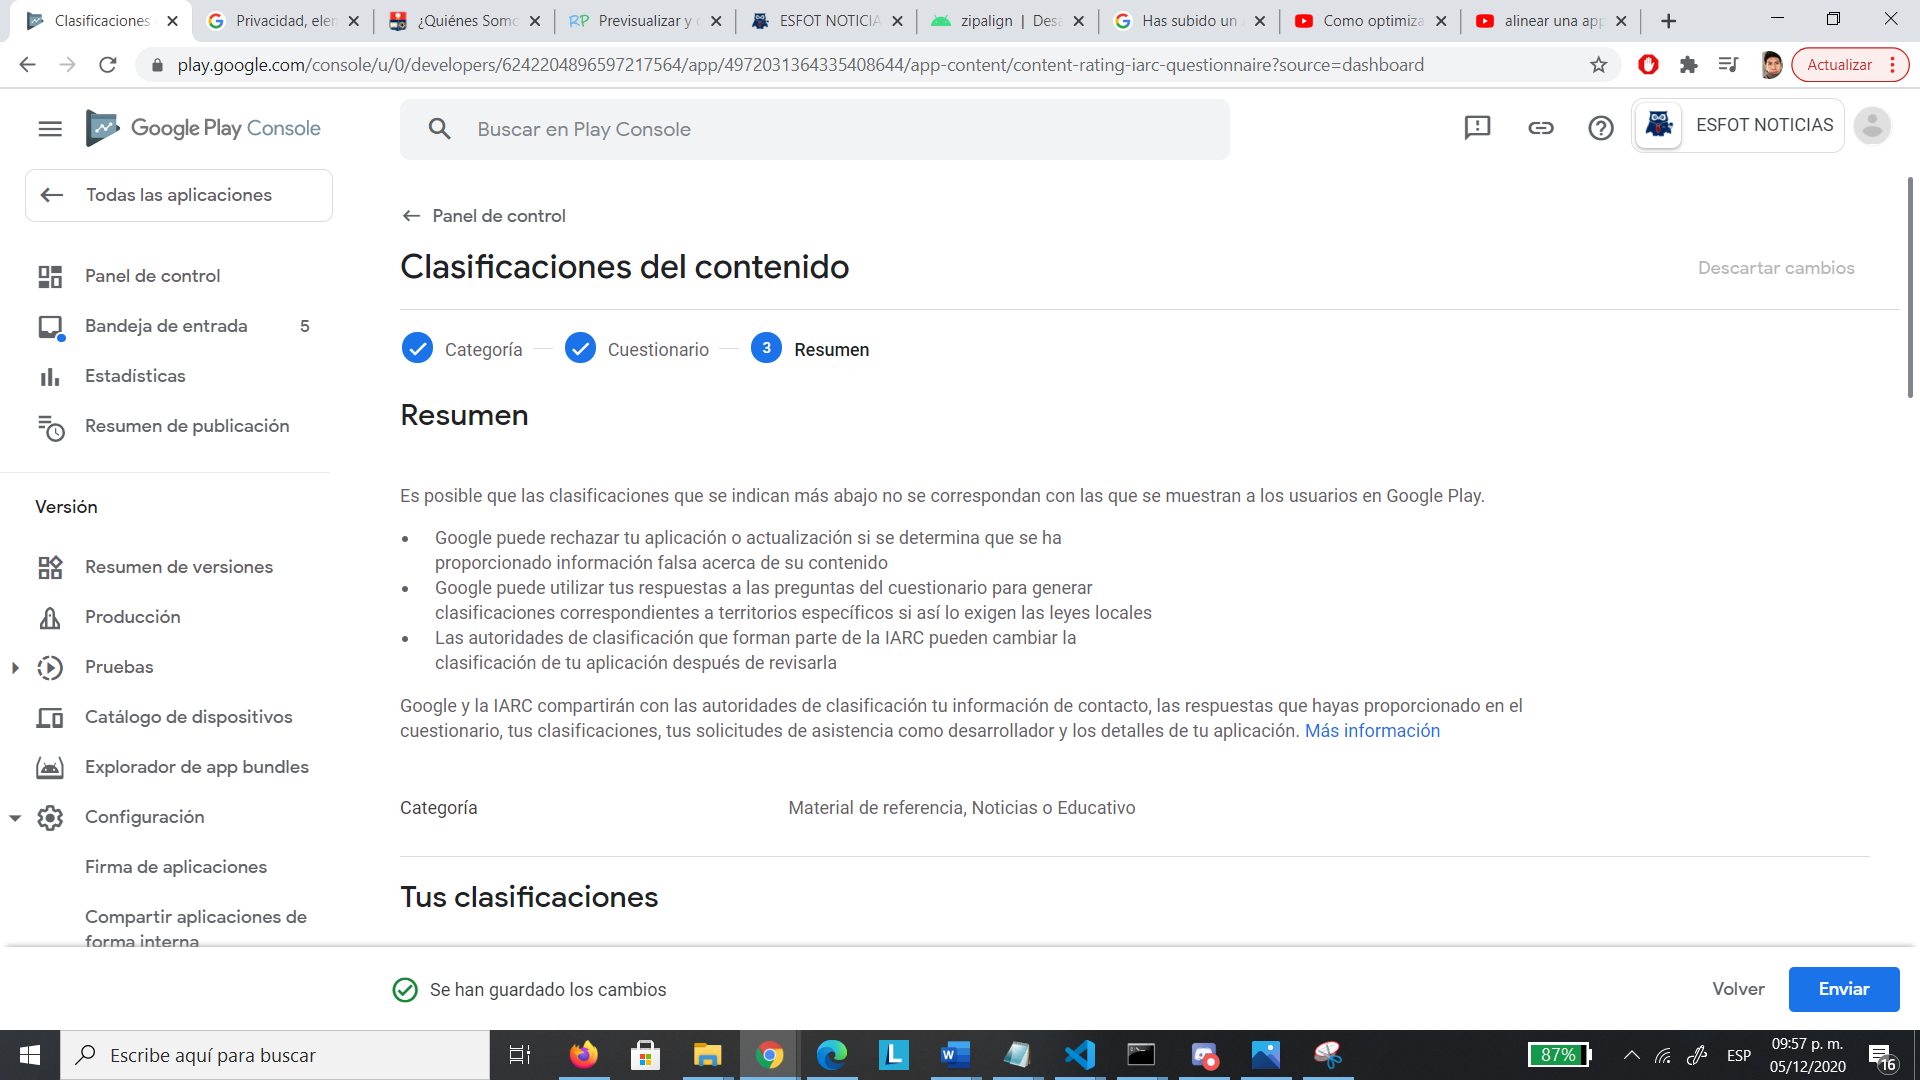 Clasificaciones
Privacidad, elen
¿Quiénes Somo
Previsualizar y
ESFOT NOTICIA
zipalign | Desa
Has subido un
Como optimiza
alinear una app
play.google.com/console/u/0/developers/6242204896597217564/app/4972031364335408644/app-content/content-rating-iarc-questionnaire?source=dashboard
Actualizar
Google Play Console
Buscar en Play Console
ESFOT NOTICIAS
Todas las aplicaciones
Panel de control
Bandeja de entrada 5
Estadísticas
Resumen de publicación
Versión
Resumen de versiones
Producción
Pruebas
Catálogo de dispositivos
Explorador de app bundles
Configuración
Firma de aplicaciones
Compartir aplicaciones de
forma interna
Panel de control
Clasificaciones del contenido
Descartar cambios
Categoría
Cuestionario
3 Resumen
Resumen
Es posible que las clasificaciones que se indican más abajo no se correspondan con las que se muestran a los usuarios en Google Play.
• Google puede rechazar tu aplicación o actualización si se determina que se ha
proporcionado información falsa acerca de su contenido
• Google puede utilizar tus respuestas a las preguntas del cuestionario para generar
clasificaciones correspondientes a territorios específicos si así lo exigen las leyes locales
• Las autoridades de clasificación que forman parte de la IARC pueden cambiar la
clasificación de tu aplicación después de revisarla
Google y la IARC compartirán con las autoridades de clasificación tu información de contacto, las respuestas que hayas proporcionado en el
cuestionario, tus clasificaciones, tus solicitudes de asistencia como desarrollador y los detalles de tu aplicación. Más información
Categoría
Material de referencia, Noticias o Educativo
Tus clasificaciones
Se han guardado los cambios
Volver
Enviar
Escribe aquí para buscar
87%
ESP
09:57 p. m.
05/12/2020
16